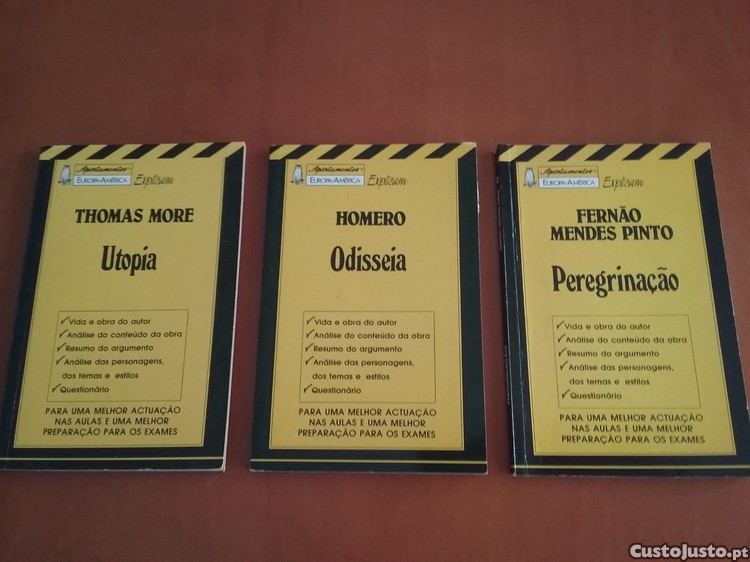 Apontamentos
EUROPA-AMÉRICA
Explicam
THOMAS MORE
Utopia
✓Vida e obra do autor
✓Análise do conteúdo da obra
✓Resumo do argumento
✓Análise das personagens,
dos temas e estilos
✓Questionário
PARA UMA MELHOR ACTUAÇÃO
NAS AULAS E UMA MELHOR
PREPARAÇÃO PARA OS EXAMES
Apontamentos
EUROPA-AMÉRICA
Explicam
HOMERO
Odisseia
✓Vida e obra do autor
✓Análise do conteúdo da obra
✓Resumo do argumento
✓Análise das personagens,
dos temas e estilos
✓Questionário
PARA UMA MELHOR ACTUAÇÃO
NAS AULAS E UMA MELHOR
PREPARAÇÃO PARA OS EXAMES
Apontamentos
EUROPA-AMÉRICA
Explicam
FERNÃO
MENDES PINTO
Peregrinação
✓Vida e obra do autor
✓Análise do conteúdo da obra
✓Resumo do argumento
✓Análise das personagens,
dos temas e estilos
✓Questionário
PARA UMA MELHOR ACTUAÇÃO
NAS AULAS E UMA MELHOR
PREPARAÇÃO PARA OS EXAMES
CustoJusto.pt